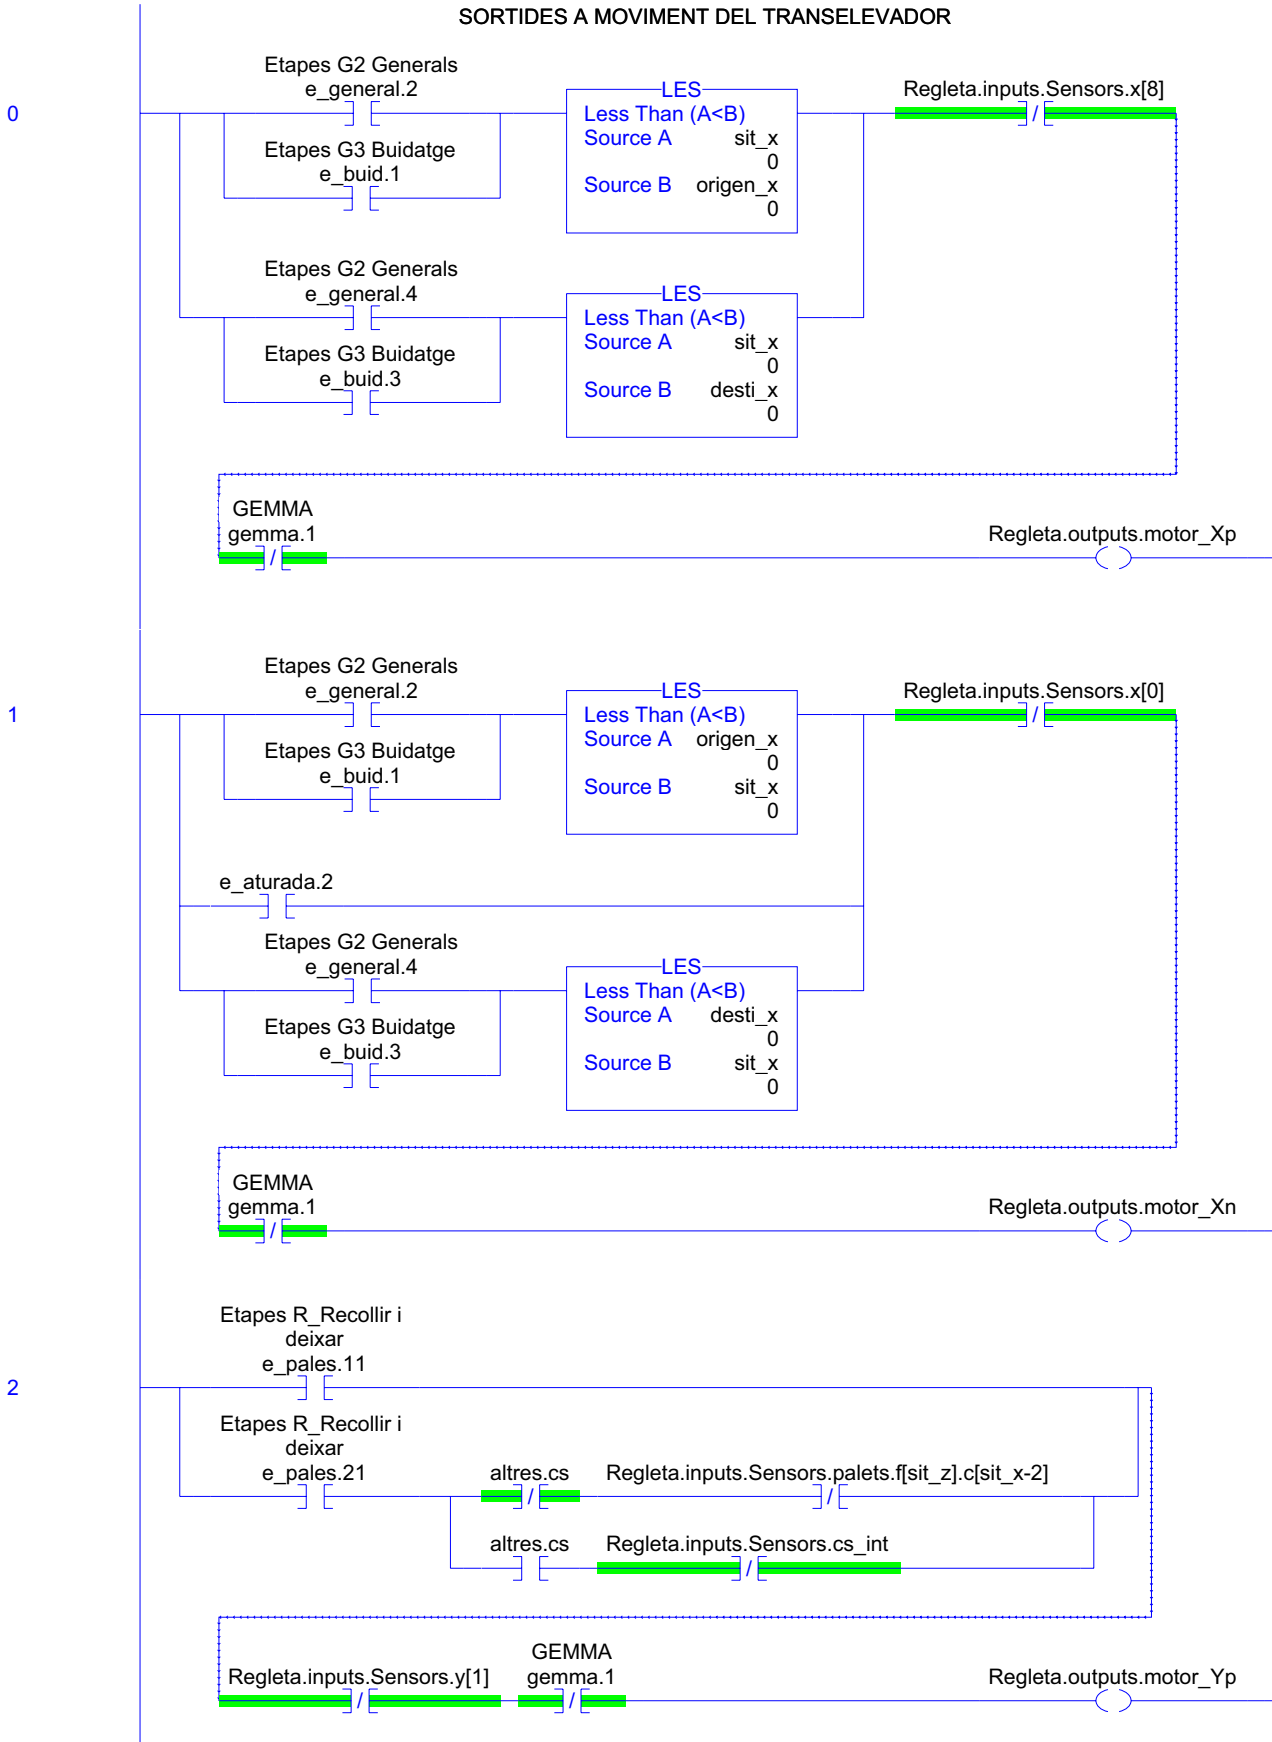 SORTIDES A MOVIMENT DEL TRANSELEVADOR
0
Etapes G2 Generals
e_general.2
Etapes G3 Buidatge
e_buid.1
LES
Less Than (A<B)
Source A sit_x
0
Source B origen_x
0
Regleta.inputs.Sensors.x[8]
/
Etapes G2 Generals
e_general.4
Etapes G3 Buidatge
e_buid.3
LES
Less Than (A<B)
Source A sit_x
0
Source B desti_x
0
GEMMA
gemma.1
/
Regleta.outputs.motor_Xp
1
Etapes G2 Generals
e_general.2
Etapes G3 Buidatge
e_buid.1
LES
Less Than (A<B)
Source A origen_x
0
Source B sit_x
0
Regleta.inputs.Sensors.x[0]
/
e_aturada.2
Etapes G2 Generals
e_general.4
Etapes G3 Buidatge
e_buid.3
LES
Less Than (A<B)
Source A desti_x
0
Source B sit_x
0
GEMMA
gemma.1
/
Regleta.outputs.motor_Xn
2
Etapes R_Recollir i
deixar
e_pales.11
Etapes R_Recollir i
deixar
e_pales.21
altres.cs
/
Regleta.inputs.Sensors.palets.f[sit_z].c[sit_x-2]
/
altres.cs
Regleta.inputs.Sensors.cs_int
/
Regleta.inputs.Sensors.y[1]
/
GEMMA
gemma.1
/
Regleta.outputs.motor_Yp